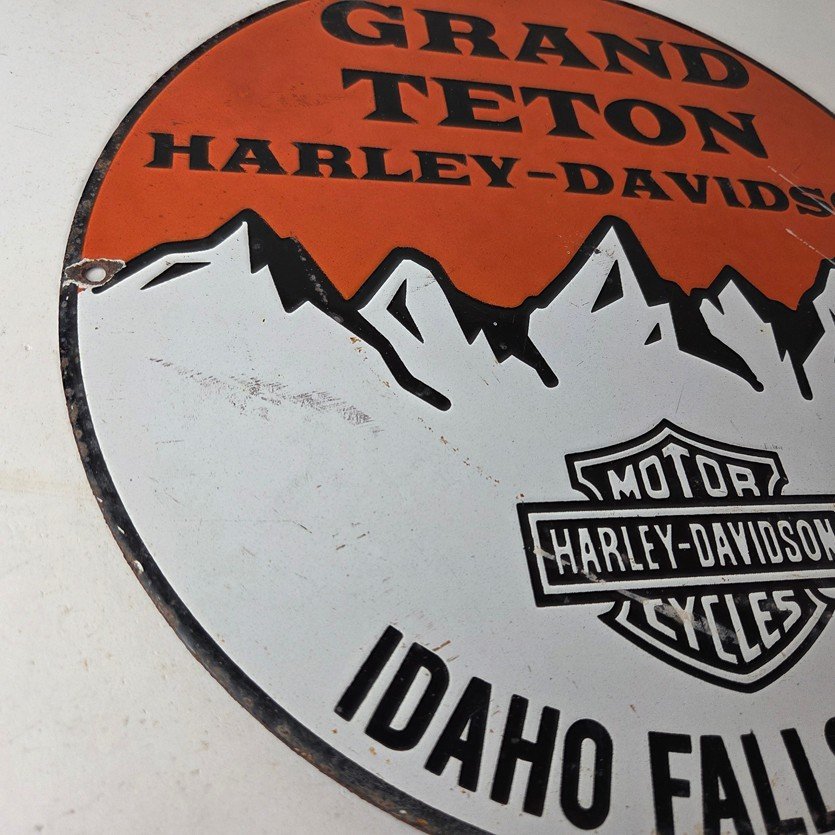 GRAND
TETON
HARLEY-DAVIDSO
MOTOR
HARLEY-DAVIDSON
CYCLES
IDAHO FALLS